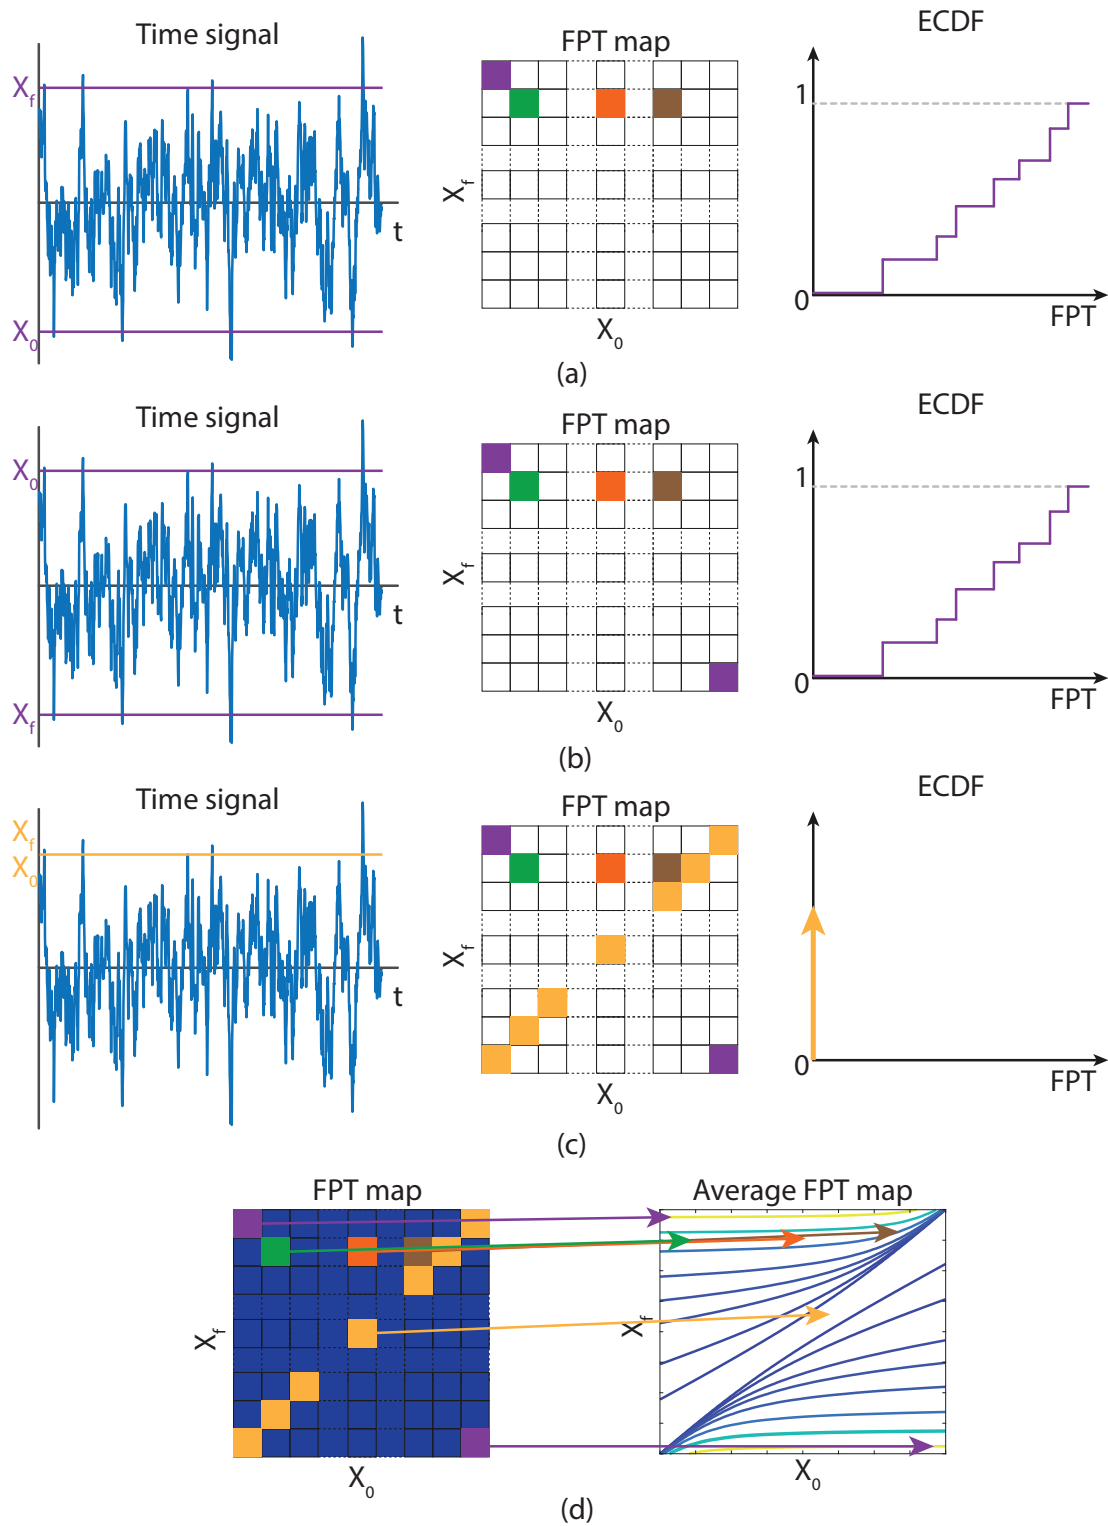 Time signal
FPT map
ECDF
X_f
X_0
t
X_f
X_0
1
0
FPT
(a)
Time signal
FPT map
ECDF
X_0
X_f
t
X_f
X_0
1
0
FPT
(b)
Time signal
FPT map
ECDF
X_f
X_0
t
X_f
X_0
0
FPT
(c)
FPT map
Average FPT map
X_f
X_0
X_f
X_0
(d)